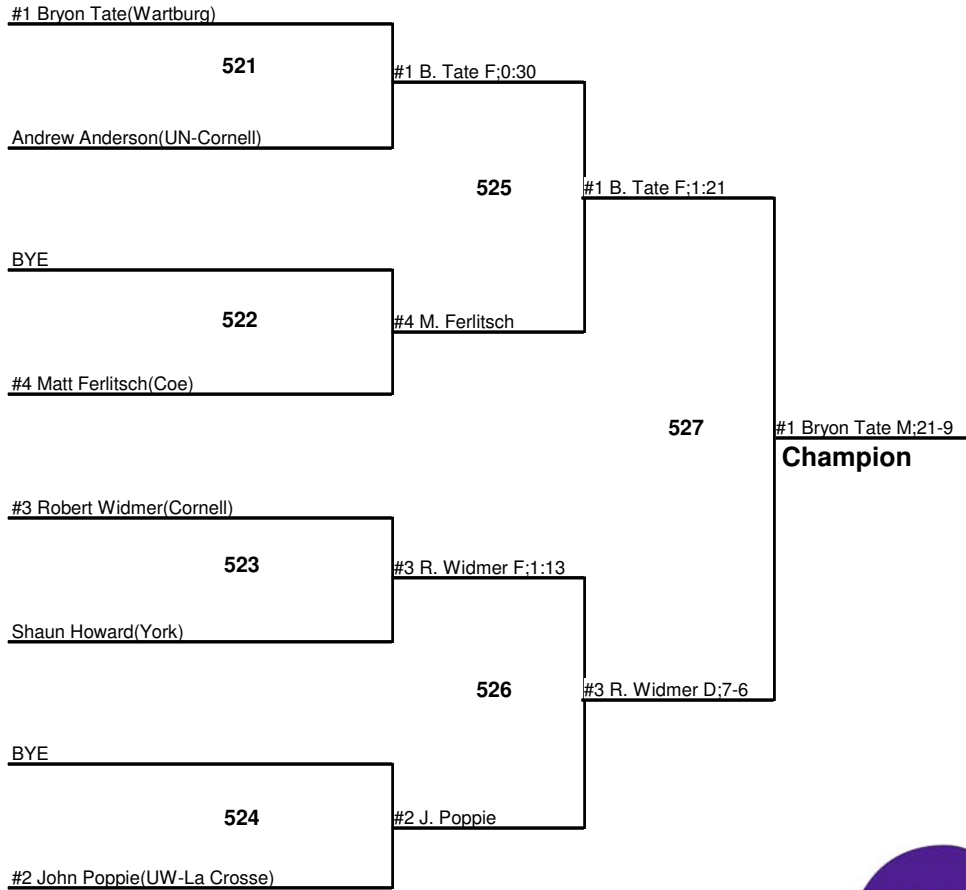 #1 Bryon Tate(Wartburg)
521
#1 B. Tate F;0:30
Andrew Anderson(UN-Cornell)
525
#1 B. Tate F;1:21
BYE
522
#4 M. Ferlitsch
#4 Matt Ferlitsch(Coe)
527
#1 Bryon Tate M;21-9
Champion
#3 Robert Widmer(Cornell)
523
#3 R. Widmer F;1:13
Shaun Howard(York)
526
#3 R. Widmer D;7-6
BYE
524
#2 J. Poppie
#2 John Poppie(UW-La Crosse)